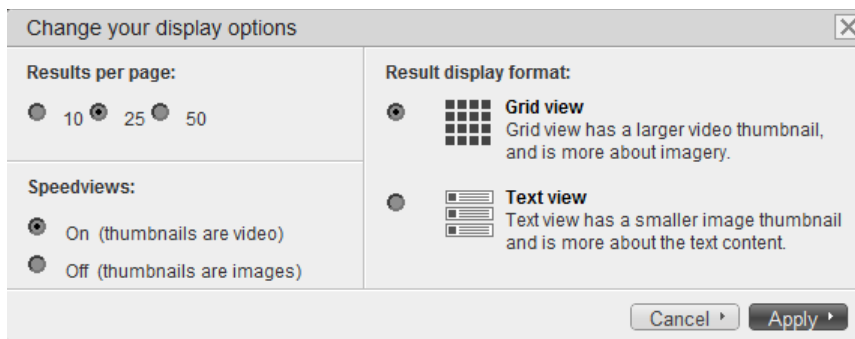 Change your display options
Results per page:
10 25 50
Speedviews:
On (thumbnails are video)
Off (thumbnails are images)
Result display format:
Grid view
Grid view has a larger video thumbnail,
and is more about imagery.
Text view
Text view has a smaller image thumbnail
and is more about the text content.
Cancel
Apply